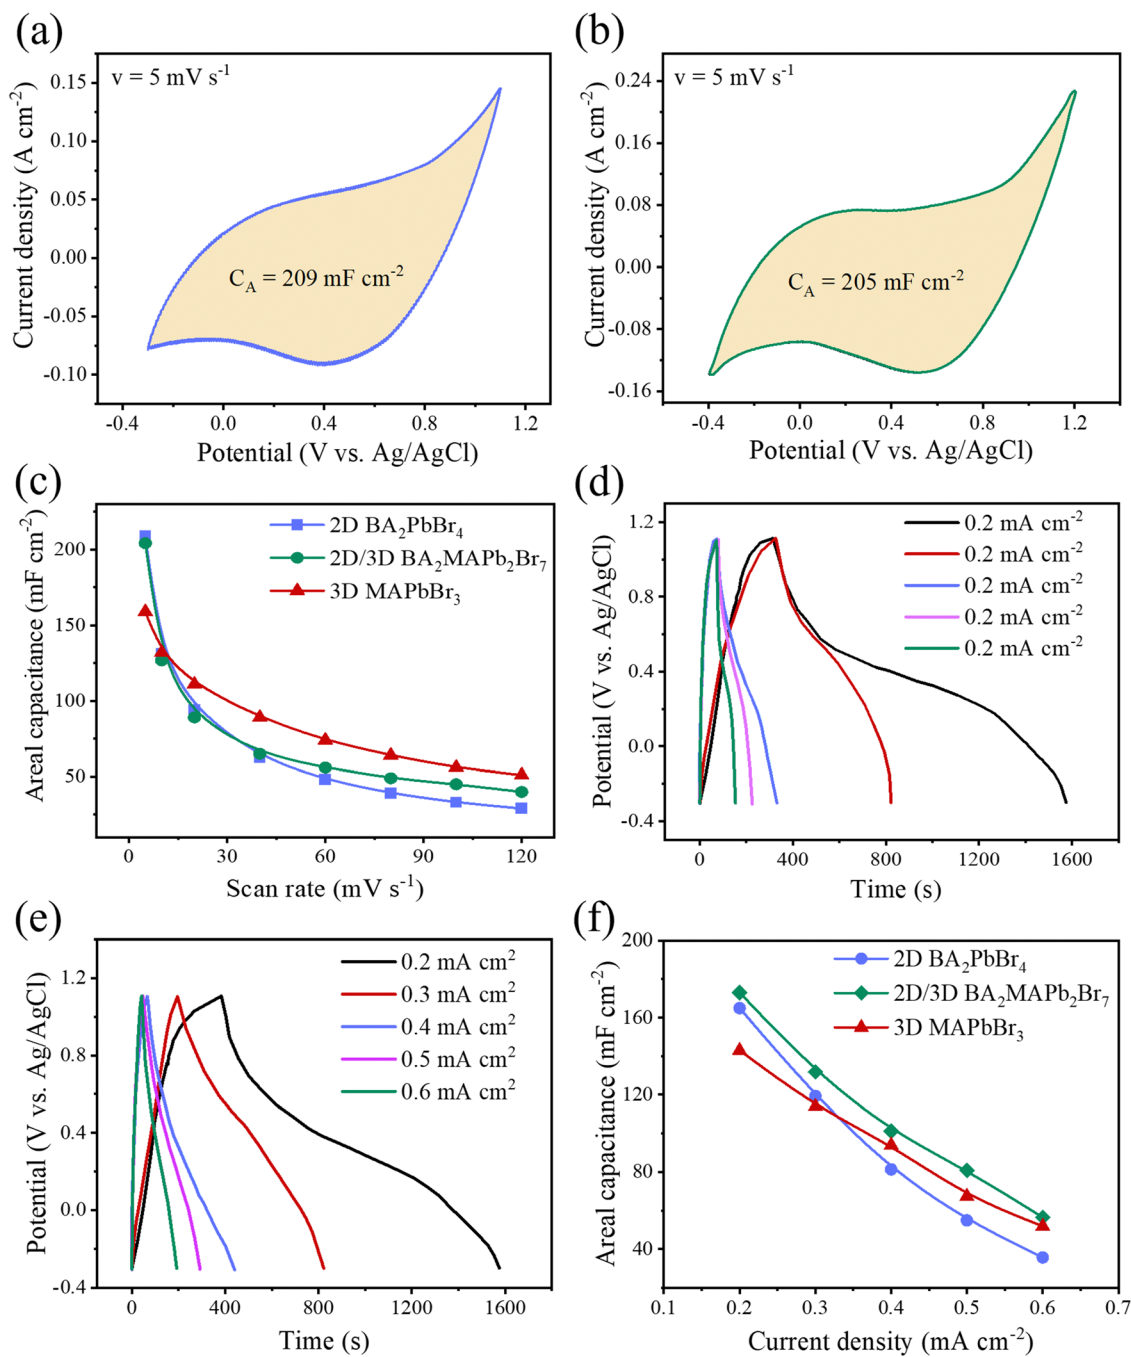 (a)
v = 5 mV s⁻¹
C_A = 209 mF cm⁻²
Current density (A cm⁻²)
0.15
0.10
0.05
0.00
-0.05
-0.10
-0.4 0.0 0.4 0.8 1.2
Potential (V vs. Ag/AgCl)
(b)
v = 5 mV s⁻¹
C_A = 205 mF cm⁻²
Current density (A cm⁻²)
0.24
0.16
0.08
0.00
-0.08
-0.16
-0.4 0.0 0.4 0.8 1.2
Potential (V vs. Ag/AgCl)
(c)
2D BA₂PbBr₄
2D/3D BA₂MAPb₂Br₇
3D MAPbBr₃
Areal capacitance (mF cm⁻²)
200
150
100
50
0 30 60 90 120
Scan rate (mV s⁻¹)
(d)
0.2 mA cm⁻²
0.2 mA cm⁻²
0.2 mA cm⁻²
0.2 mA cm⁻²
0.2 mA cm⁻²
Potential (V vs. Ag/AgCl)
1.2
0.8
0.4
0.0
-0.4
0 400 800 1200 1600
Time (s)
(e)
0.2 mA cm²
0.3 mA cm²
0.4 mA cm²
0.5 mA cm²
0.6 mA cm²
Potential (V vs. Ag/AgCl)
1.2
0.8
0.4
0.0
-0.4
0 400 800 1200 1600
Time (s)
(f)
2D BA₂PbBr₄
2D/3D BA₂MAPb₂Br₇
3D MAPbBr₃
Areal capacitance (mF cm⁻²)
200
160
120
80
40
0.1 0.2 0.3 0.4 0.5 0.6 0.7
Current density (mA cm⁻²)